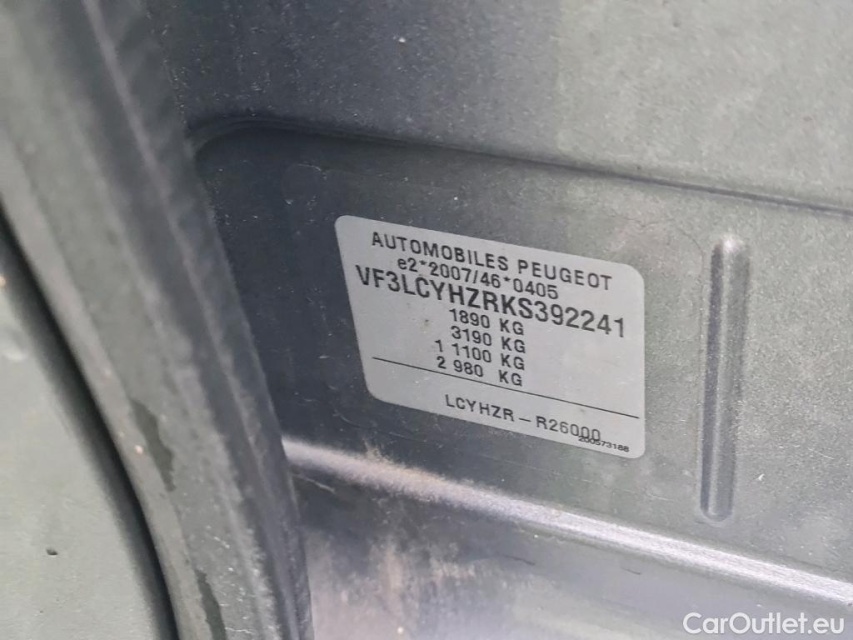 AUTOMOBILES PEUGEOT
e2*2007/46*0405
VF3LCYHZRKS392241
1890 KG
3190 KG
1 1100 KG
2 980 KG
LCYHZR-R26000
200573188
CarOutlet.eu